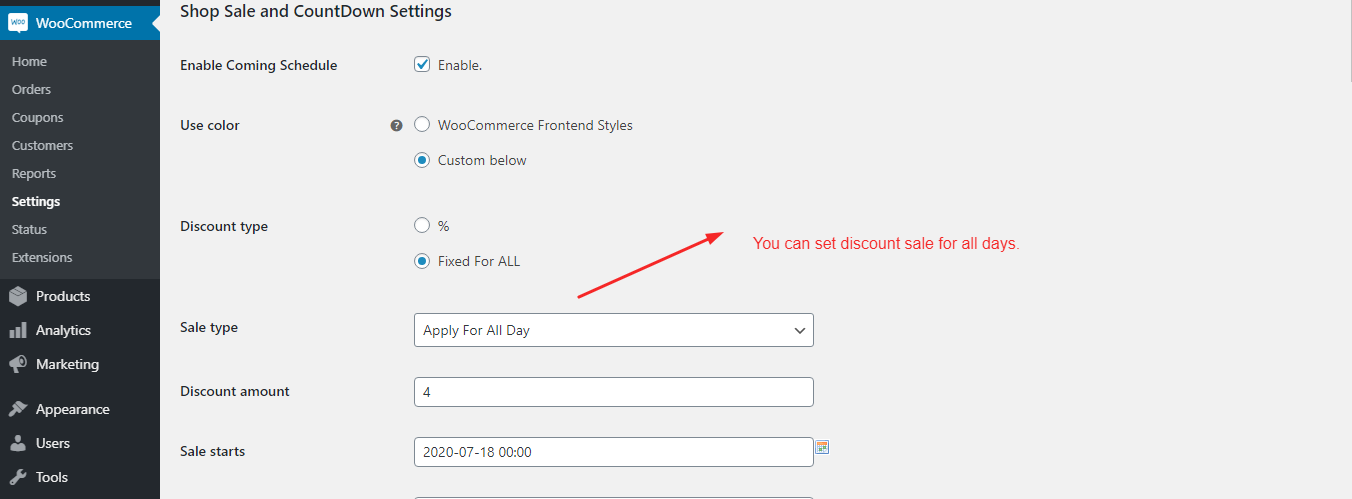 Shop Sale and CountDown Settings
WOO WooCommerce
Home
Orders
Coupons
Customers
Reports
Settings
Status
Extensions
Products
Analytics
Marketing
Appearance
Users
Tools
Enable Coming Schedule
Enable.
Use color
?
WooCommerce Frontend Styles
Custom below
Discount type
%
Fixed For ALL
You can set discount sale for all days.
Sale type
Apply For All Day
Discount amount
4
Sale starts
2020-07-18 00:00